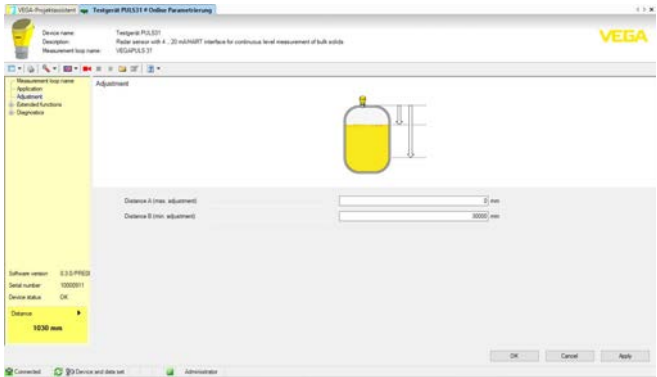 VEGA-Projektassistent
Testgerät PULS31 # Online Parametrierung
Device name: Testgerät PULS31
Description: Radar sensor with 4 .. 20 mA/HART interface for continuous level measurement of bulk solids
Measurement loop name: VEGAPULS 31
VEGA
Measurement loop name
Application
Adjustment
Extended functions
Diagnostics
Adjustment
Distance A (max. adjustment) 0 mm
Distance B (min. adjustment) 30000 mm
Software version
Serial number 10000011
Device status OK
Distance
1030 mm
OK Cancel Apply
Connected Device and data set Administrator